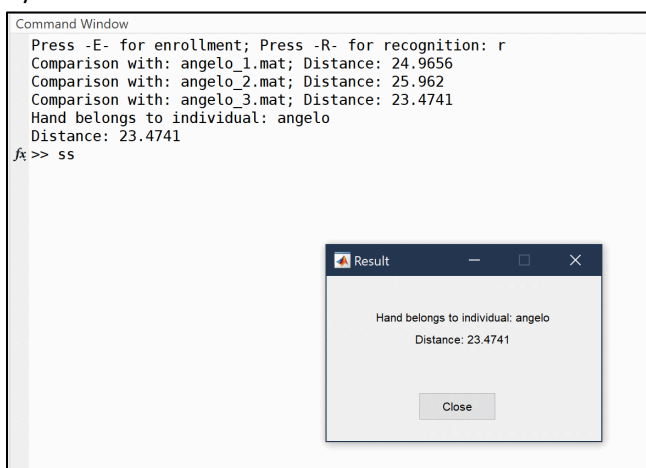 Command Window
Press -E- for enrollment; Press -R- for recognition: r
Comparison with: angelo_1.mat; Distance: 24.9656
Comparison with: angelo_2.mat; Distance: 25.962
Comparison with: angelo_3.mat; Distance: 23.4741
Hand belongs to individual: angelo
Distance: 23.4741
fx >> ss
Result
Hand belongs to individual: angelo
Distance: 23.4741
Close